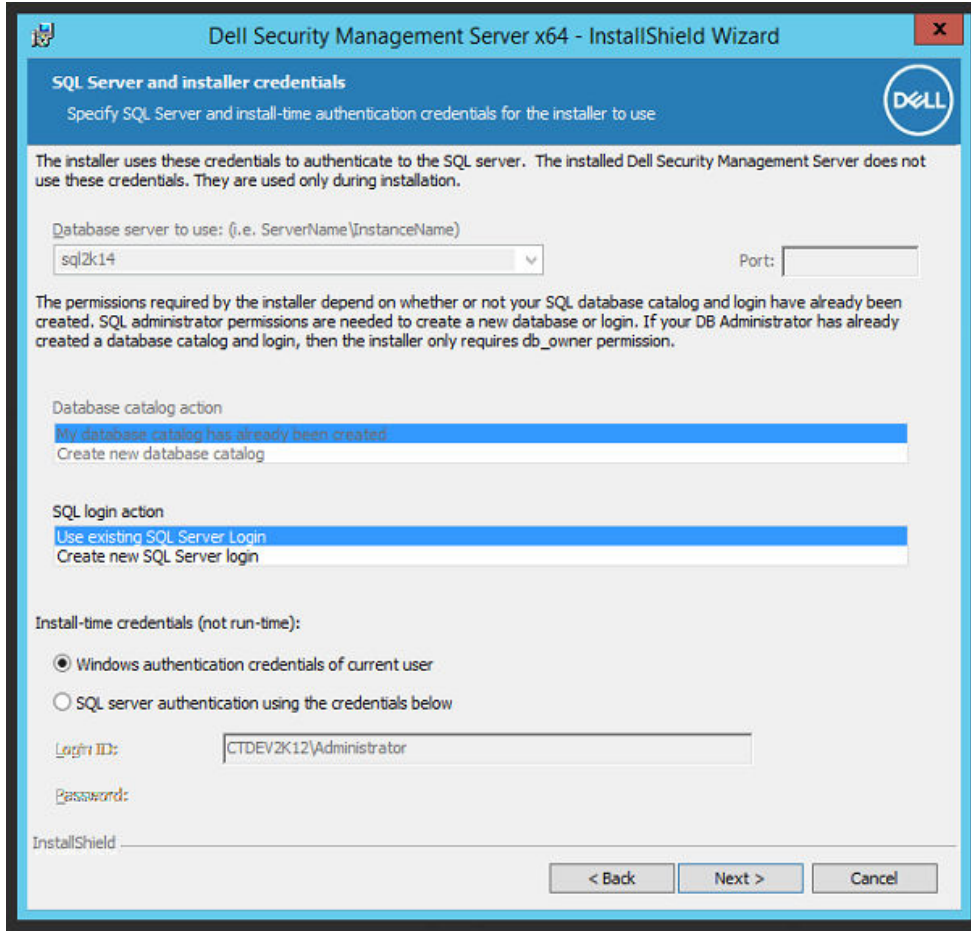 Dell Security Management Server x64 - InstallShield Wizard
x
SQL Server and installer credentials
Specify SQL Server and install-time authentication credentials for the installer to use
DELL
The installer uses these credentials to authenticate to the SQL server.  The installed Dell Security Management Server does not
use these credentials. They are used only during installation.
Database server to use: (i.e. ServerName\InstanceName)
sql2k14
Port:
The permissions required by the installer depend on whether or not your SQL database catalog and login have already been
created. SQL administrator permissions are needed to create a new database or login. If your DB Administrator has already
created a database catalog and login, then the installer only requires db_owner permission.
Database catalog action
My database catalog has already been created
Create new database catalog
SQL login action
Use existing SQL Server Login
Create new SQL Server login
Install-time credentials (not run-time):
Windows authentication credentials of current user
SQL server authentication using the credentials below
Login ID:
CTDEV2K12\Administrator
Password:
InstallShield
< Back
Next >
Cancel